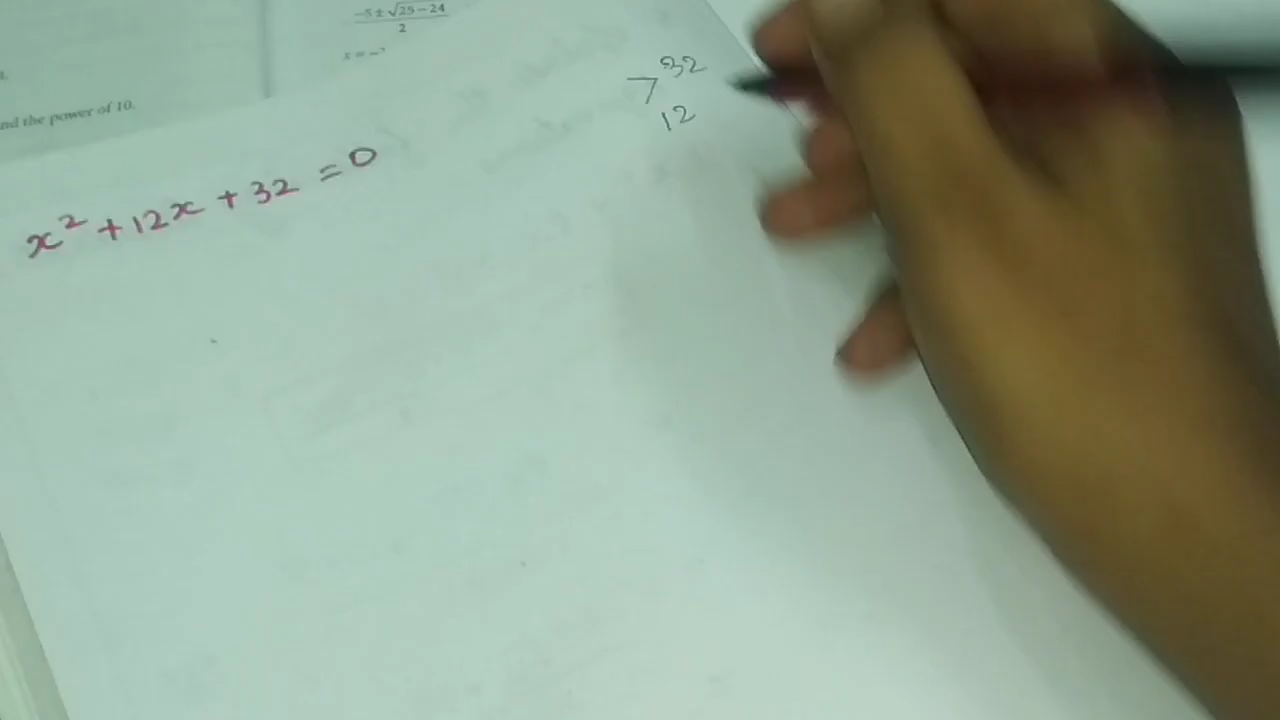 -5±√25-24
2
nd the power of 10.
x² + 12x + 32 = 0
32
7
12